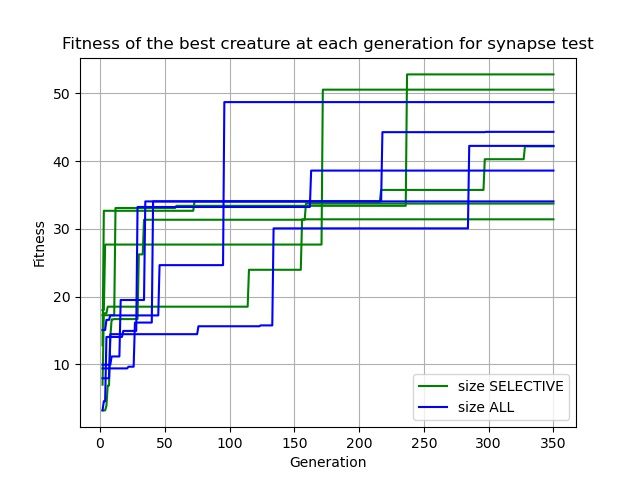 Fitness of the best creature at each generation for synapse test
Fitness
50
40
30
20
10
0 50 100 150 200 250 300 350
Generation
size SELECTIVE
size ALL